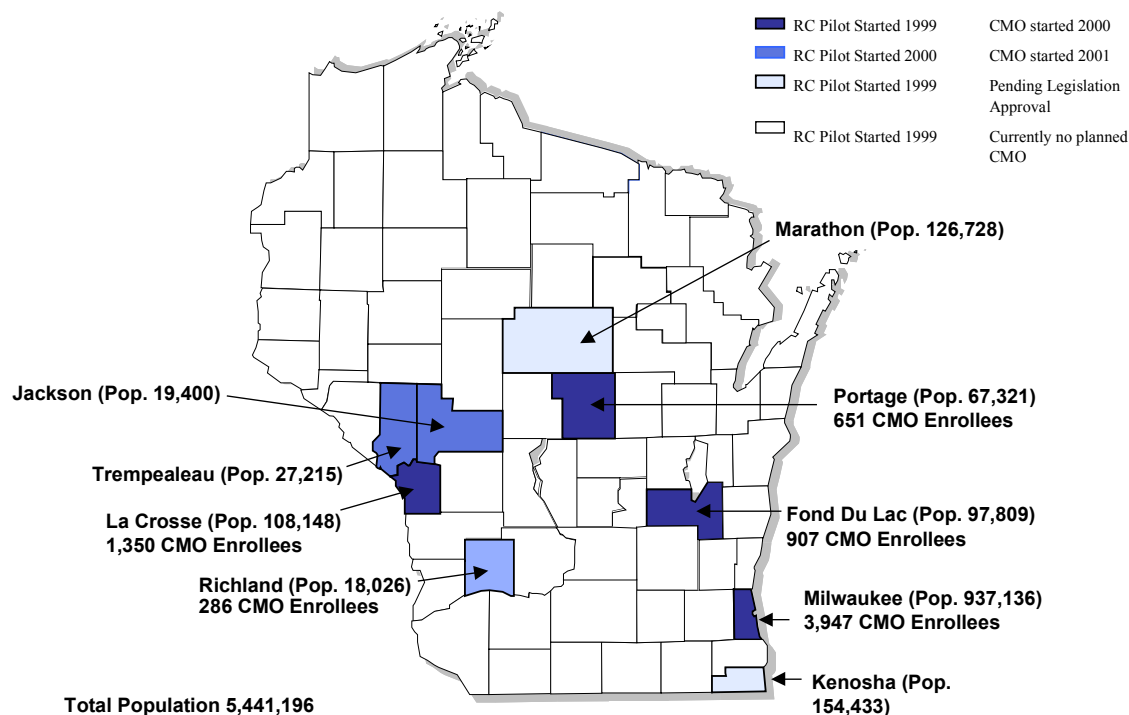 RC Pilot Started 1999 CMO started 2000
RC Pilot Started 2000 CMO started 2001
RC Pilot Started 1999 Pending Legislation
Approval
RC Pilot Started 1999 Currently no planned
CMO
Marathon (Pop. 126,728)
Jackson (Pop. 19,400)
Portage (Pop. 67,321)
651 CMO Enrollees
Trempealeau (Pop. 27,215)
La Crosse (Pop. 108,148)
1,350 CMO Enrollees
Fond Du Lac (Pop. 97,809)
907 CMO Enrollees
Richland (Pop. 18,026)
286 CMO Enrollees
Milwaukee (Pop. 937,136)
3,947 CMO Enrollees
Kenosha (Pop.
154,433)
Total Population 5,441,196